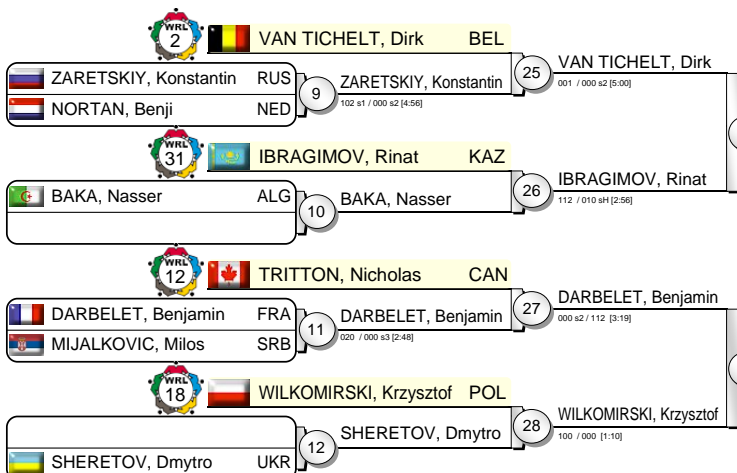 WRL
2
VAN TICHELT, Dirk BEL
ZARETSKIY, Konstantin RUS
NORTAN, Benji NED
9
ZARETSKIY, Konstantin
102 s1 / 000 s2 [4:56]
25
VAN TICHELT, Dirk
001 / 000 s2 [5:00]
WRL
31
IBRAGIMOV, Rinat KAZ
BAKA, Nasser ALG
10
BAKA, Nasser
26
IBRAGIMOV, Rinat
112 / 010 sH [2:56]
WRL
12
TRITTON, Nicholas CAN
DARBELET, Benjamin FRA
MIJALKOVIC, Milos SRB
11
DARBELET, Benjamin
020 / 000 s3 [2:48]
27
DARBELET, Benjamin
000 s2 / 112 [3:19]
WRL
18
WILKOMIRSKI, Krzysztof POL
SHERETOV, Dmytro UKR
12
SHERETOV, Dmytro
28
WILKOMIRSKI, Krzysztof
100 / 000 [1:10]